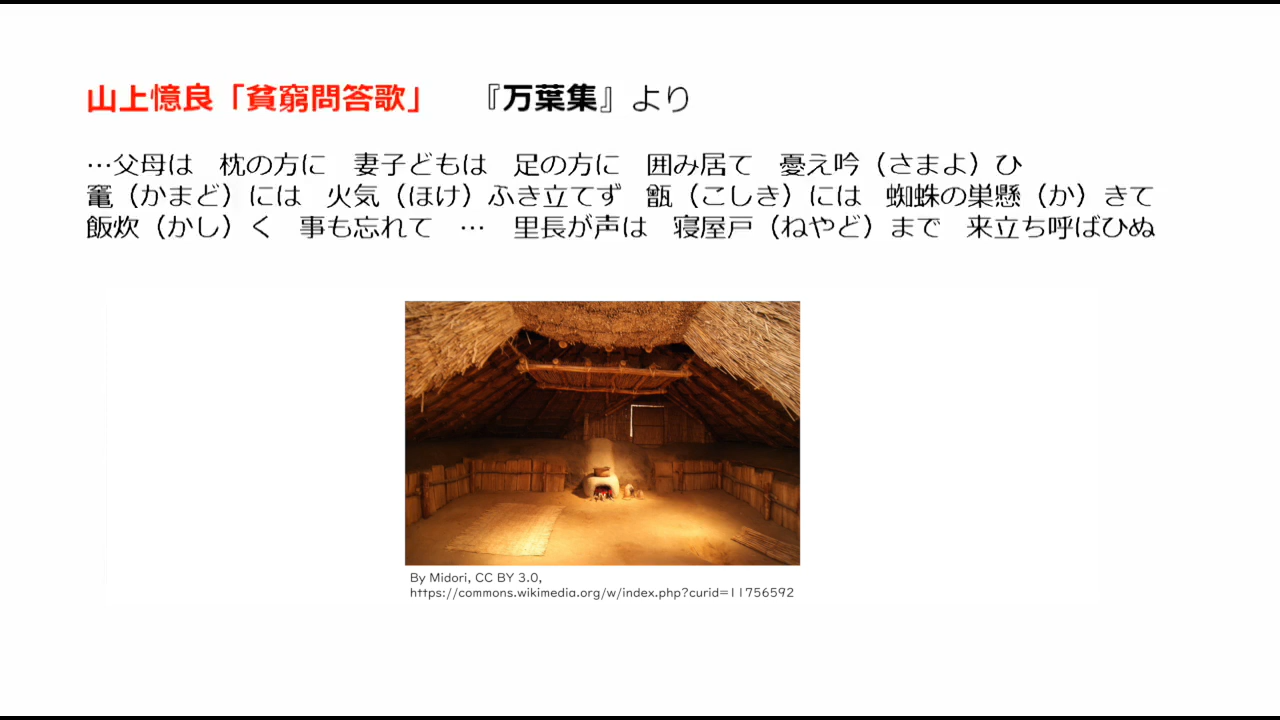 山上憶良「貧窮問答歌」　『万葉集』より
…父母は　枕の方に　妻子どもは　足の方に　囲み居て　憂え吟（さまよ）ひ
竃（かまど）には　火気（ほけ）ふき立てず　甑（こしき）には　蜘蛛の巣懸（か）きて
飯炊（かし）く　事も忘れて　…　里長が声は　寝屋戸（ねやど）まで　来立ち呼ばひぬ
By Midori, CC BY 3.0,
https://commons.wikimedia.org/w/index.php?curid=11756592